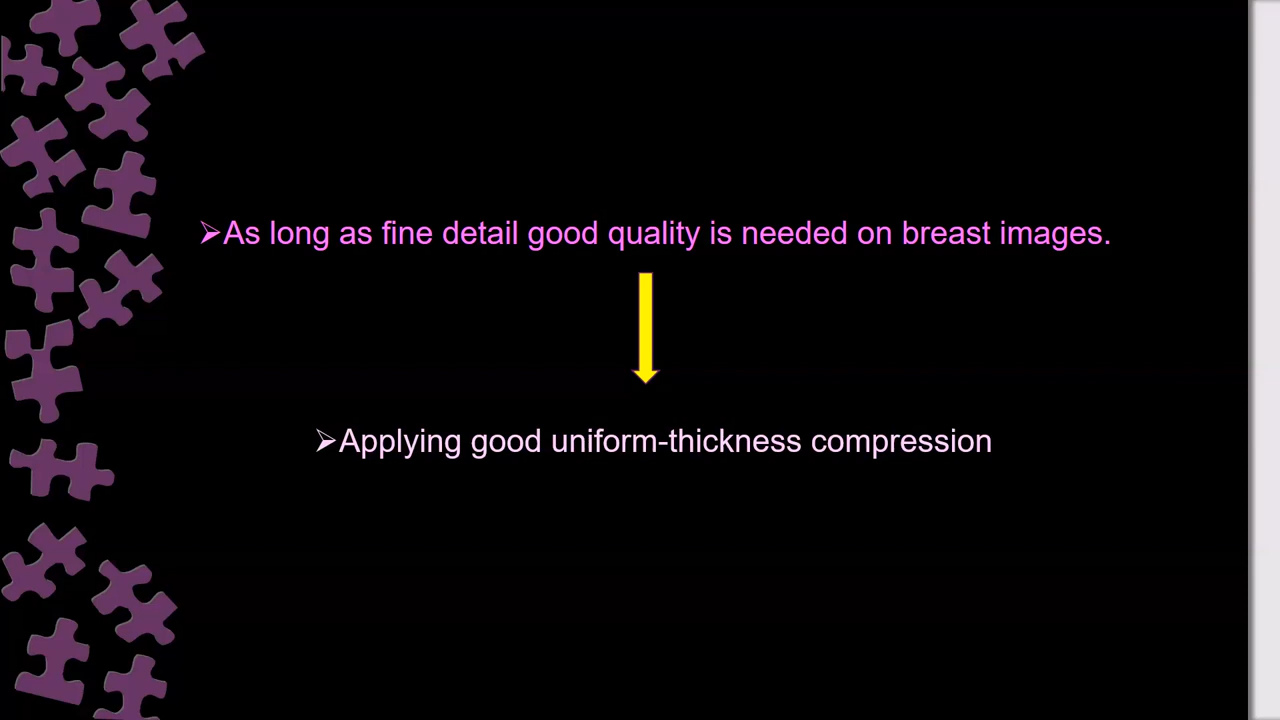 ➢As long as fine detail good quality is needed on breast images.
➢Applying good uniform-thickness compression